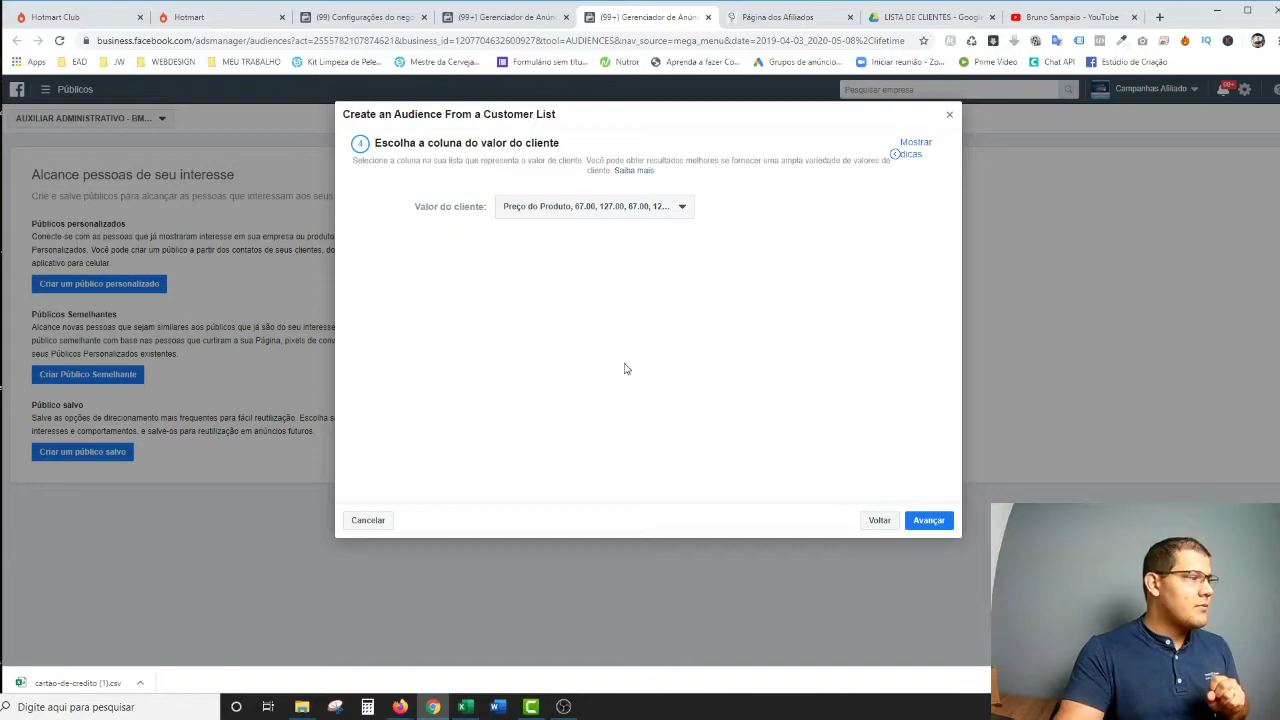 Hotmart Club
Hotmart
(99) Configurações do nego
(99+) Gerenciador de Anún
(99+) Gerenciador de Anún
Página dos Afiliados
LISTA DE CLIENTES - Google
Bruno Sampaio - YouTube
business.facebook.com/adsmanager/audiences?act=2555782107874621&business_id=1207704632600927&tool=AUDIENCES&nav_source=mega_menu&date=2019-04-03_2020-05-08%2Clifetime
Apps
EAD
JW
WEBDESIGN
MEU TRABALHO
Kit Limpeza de Pele...
Mestre da Cerveja...
Formulário sem títu...
Nutror
Aprenda a fazer Co...
Grupos de anúncio...
Iniciar reunião - Zo...
Prime Video
Chat API
Estúdio de Criação
Públicos
Pesquisar empresa
Campanhas Afiliado
99+
AUXILIAR ADMINISTRATIVO - BM...
Create an Audience From a Customer List
4 Escolha a coluna do valor do cliente
Mostrar
dicas
Selecione a coluna na sua lista que representa o valor de cliente. Você pode obter resultados melhores se fornecer uma ampla variedade de valores de
cliente. Saiba mais.
Valor do cliente:
Preço do Produto, 67.00, 127.00, 67.00, 12...
Alcance pessoas de seu interesse
Crie e salve públicos para alcançar as pessoas
Públicos personalizados
Conecte-se com as pessoas que já mostraram interesse em sua empresa ou produto
Personalizados. Você pode criar um público a partir dos contatos de seus clientes, do
aplicativo para celular.
Criar um público personalizado
Públicos Semelhantes
Alcance novas pessoas que sejam similares aos públicos que já são do seu interesse
público semelhante com base nas pessoas que curtiram a sua Página, pixels de conv
seus Públicos Personalizados existentes.
Criar Público Semelhante
Público salvo
Salve as opções de direcionamento mais frequentes para fácil reutilização. Escolha s
interesses e comportamentos, e salve-os para reutilização em anúncios futuros.
Criar um público salvo
Cancelar
Voltar
Avançar
cartao-de-credito (1).csv
Digite aqui para pesquisar